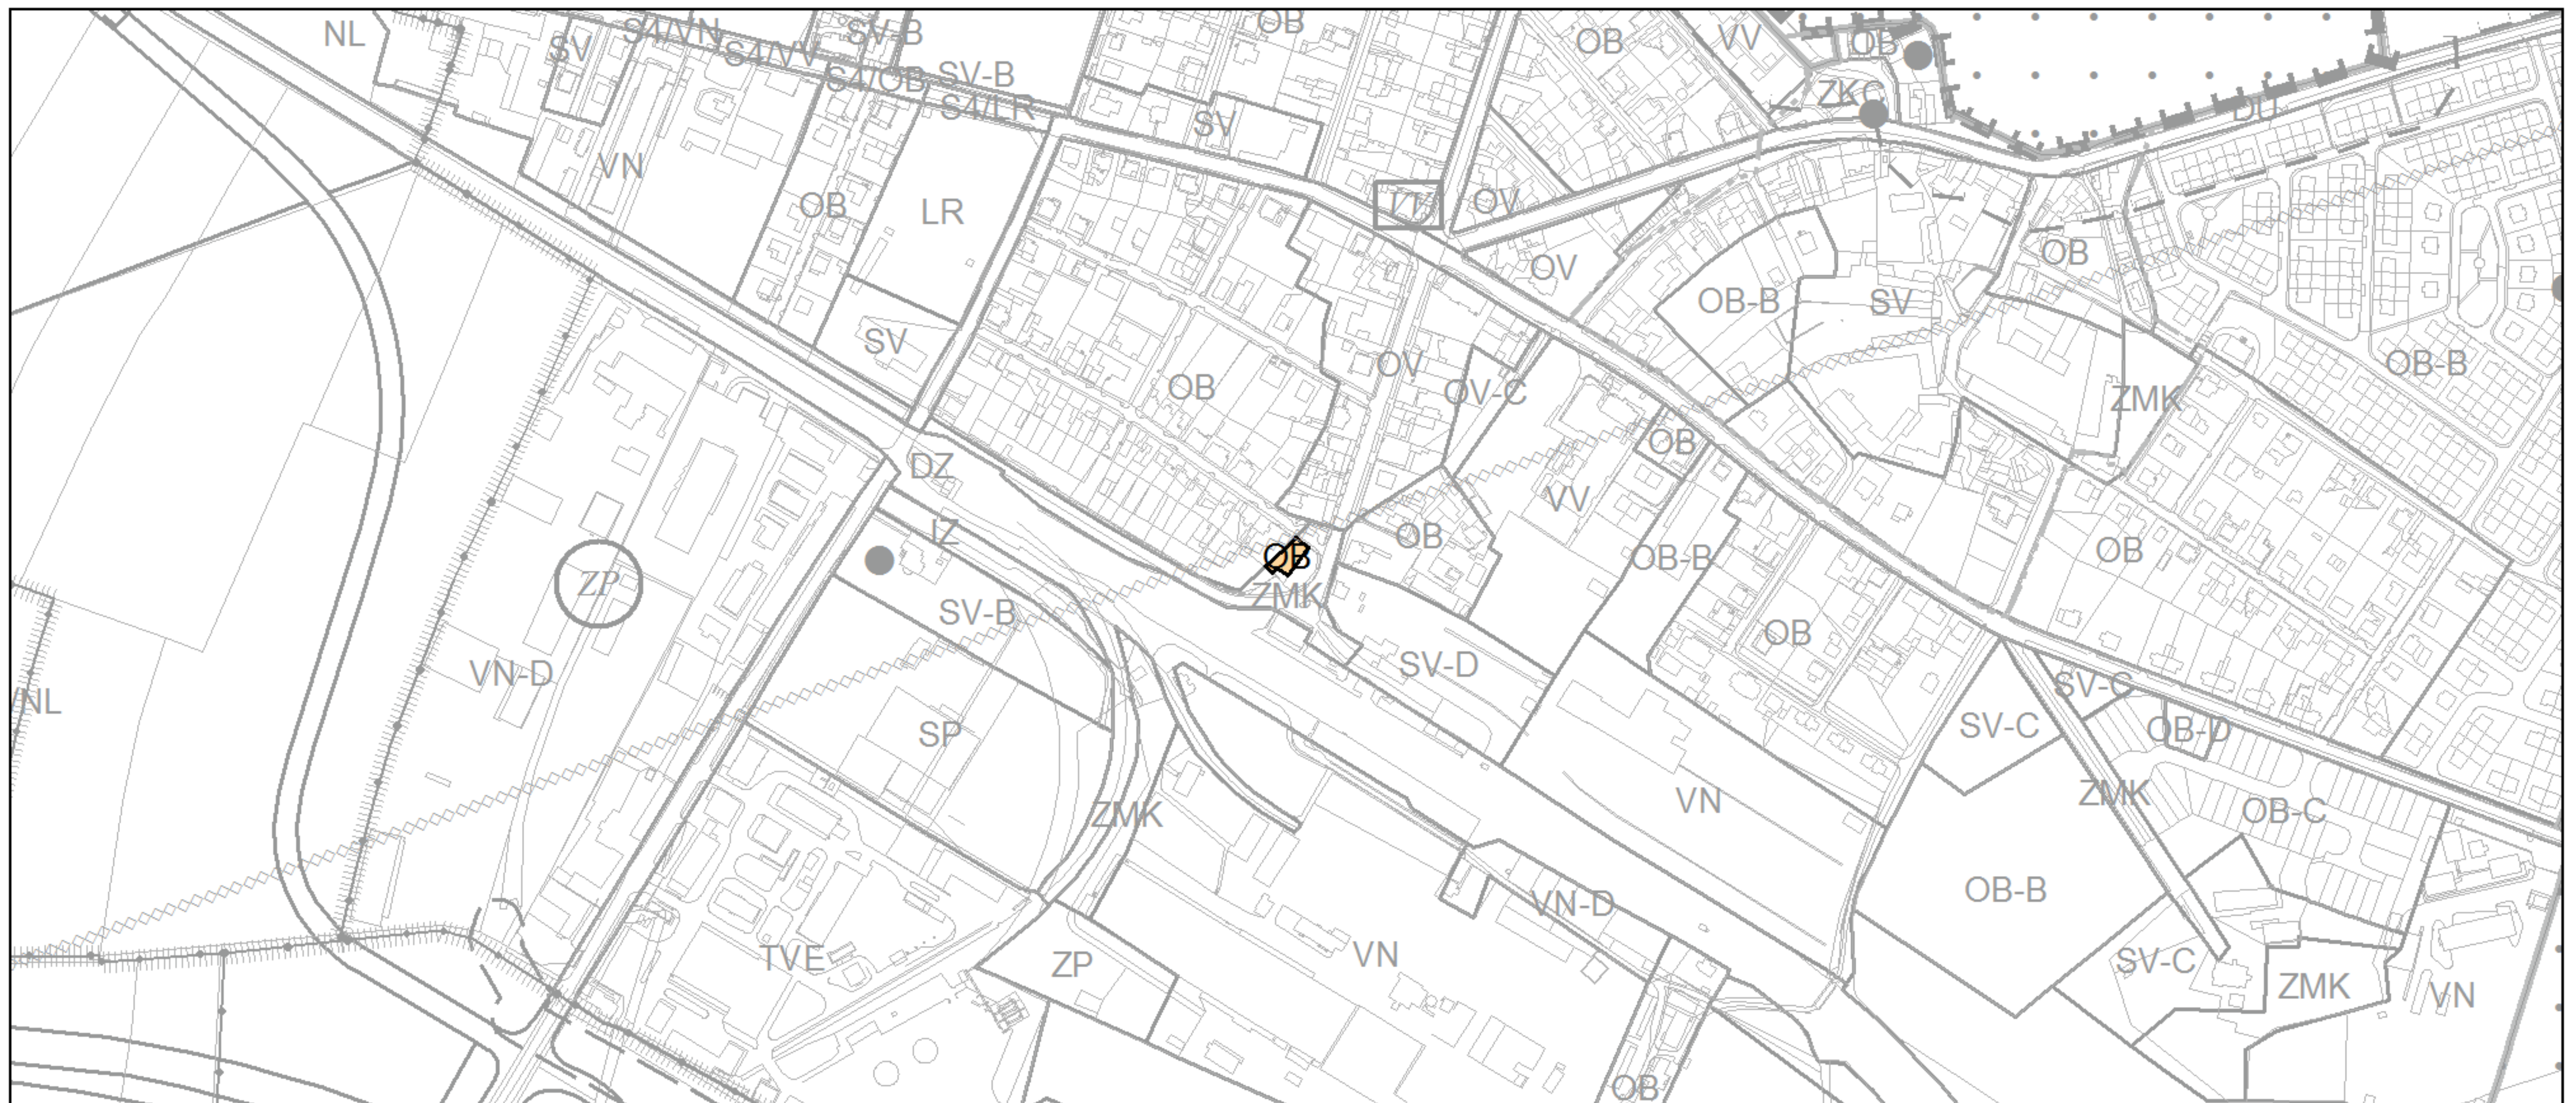 NL
SV
S4/VN
S4/VV
SV-B
S4/OB
SV-B
S4/LR
OB
OB
VV
OB
ZKC
DU
SV
VN
OB
LR
VV
OV
OV
OB-B
SV
OB
OB-B
SV
OB
OV
OV-C
ZMK
OB
DZ
VV
IZ
OB
OB
OB-B
OB
ZP
ZMK
SV-B
OB
SV-D
VN-D
NL
SV-C
SP
SV-C
OB-D
ZMK
VN
ZMK
OB-C
OB-B
VN-D
TVE
ZP
VN
SV-C
ZMK
VN
OB